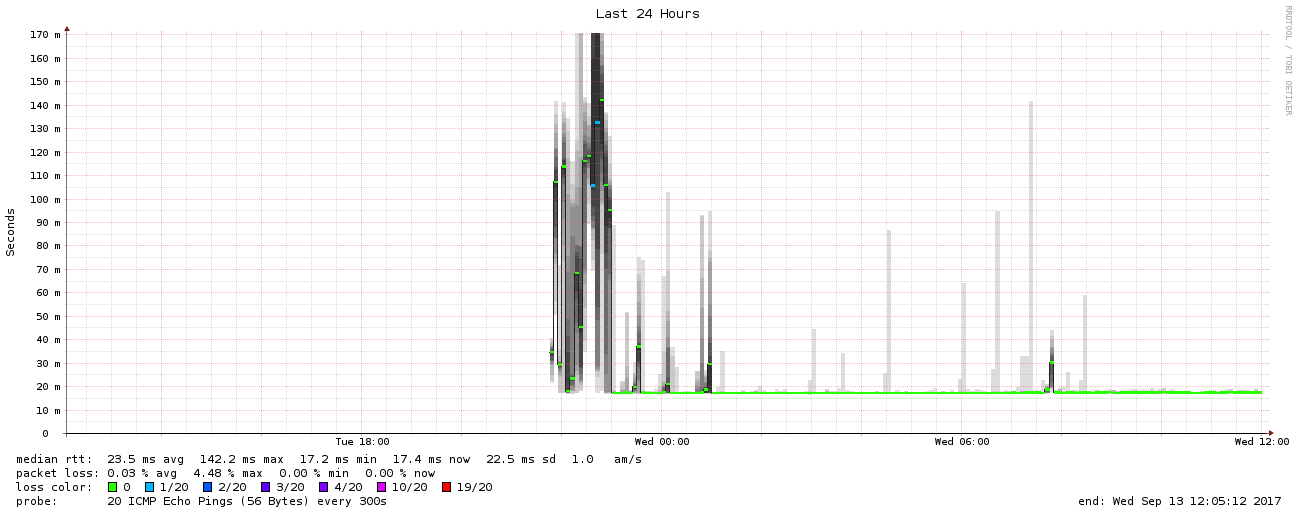 Last 24 Hours
RRDTOOL / TOBI OETIKER
Seconds
170 m
160 m
150 m
140 m
130 m
120 m
110 m
100 m
90 m
80 m
70 m
60 m
50 m
40 m
30 m
20 m
10 m
0
Tue 18:00 Wed 00:00 Wed 06:00 Wed 12:00
median rtt: 23.5 ms avg 142.2 ms max 17.2 ms min 17.4 ms now 22.5 ms sd 1.0 am/s
packet loss: 0.03 % avg 4.48 % max 0.00 % min 0.00 % now
loss color: 0 1/20 2/20 3/20 4/20 10/20 19/20
probe: 20 ICMP Echo Pings (56 Bytes) every 300s end: Wed Sep 13 12:05:12 2017